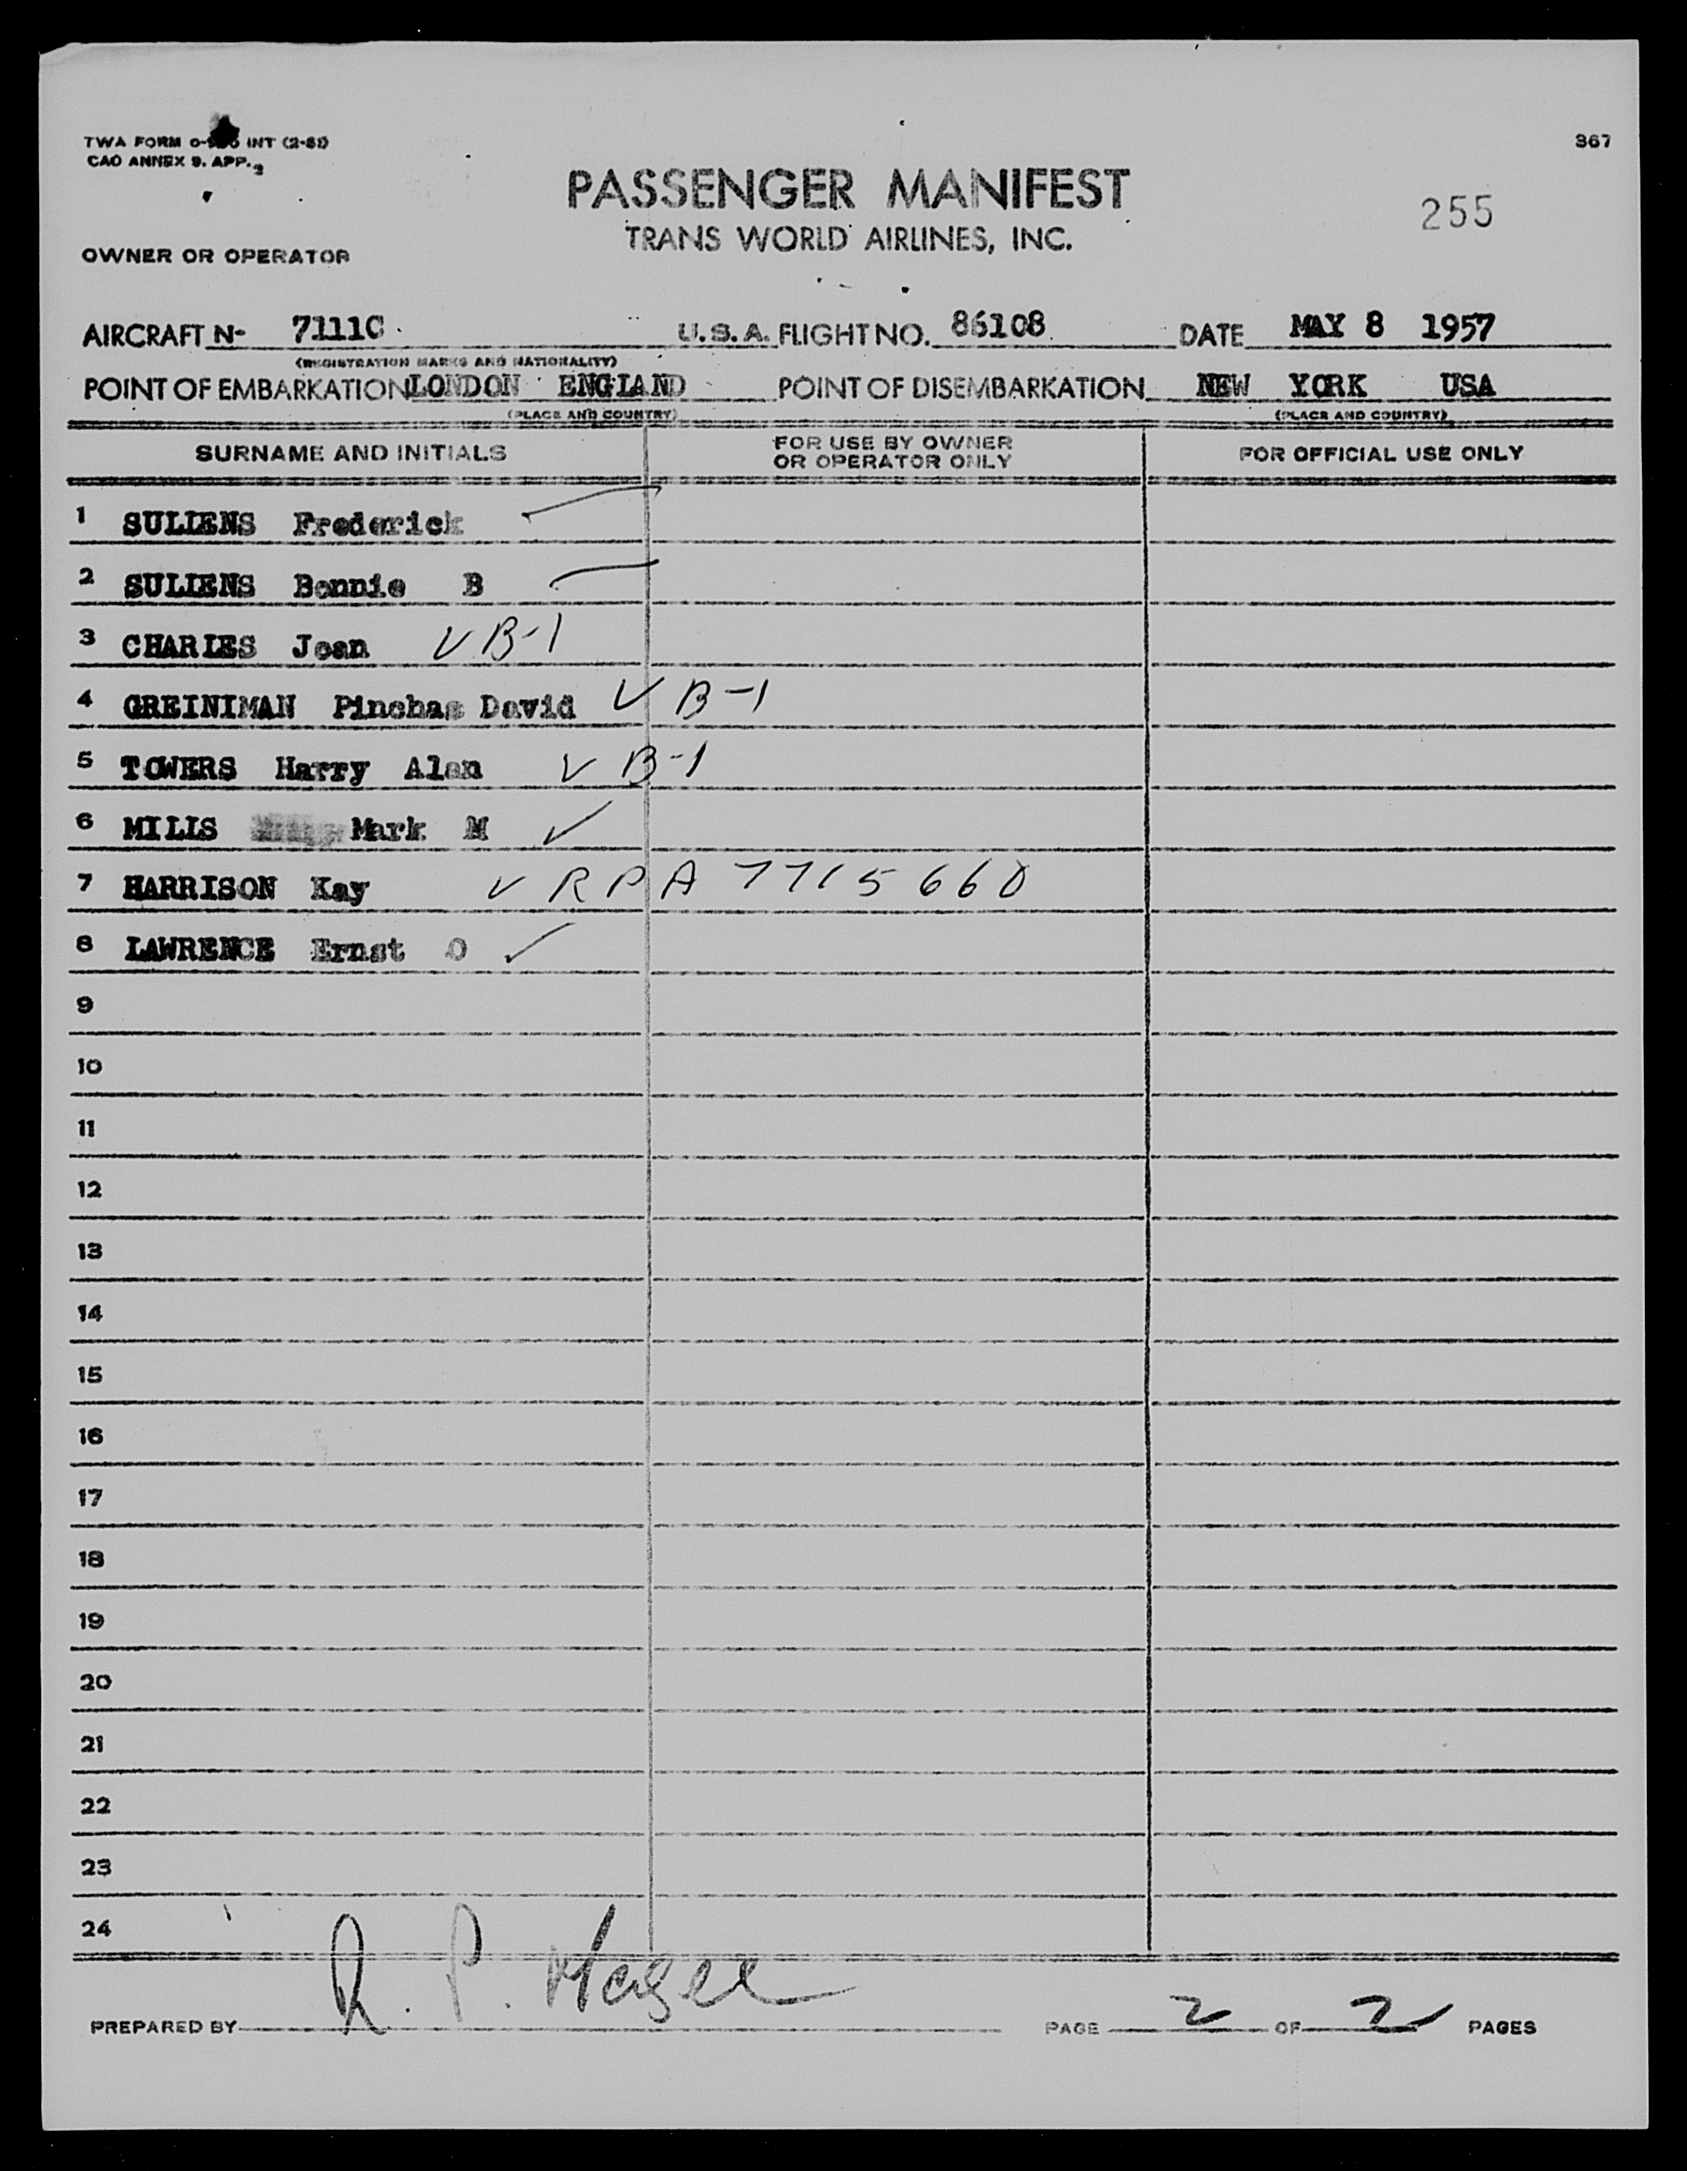 TWA FORM INT (2-51) 367
CAO ANNEX 9. APP. 2
PASSENGER MANIFEST
255
TRANS WORLD AIRLINES, INC.
OWNER OR OPERATOR
AIRCRAFT N- 7111C U.S.A. FLIGHT NO. 86108 DATE MAY 8 1957
(REGISTRATION MARKS AND NATIONALITY)
POINT OF EMBARKATION LONDON ENGLAND POINT OF DISEMBARKATION NEW YORK USA
(PLACE AND COUNTRY) (PLACE AND COUNTRY)
SURNAME AND INITIALS FOR USE BY OWNER OR OPERATOR ONLY FOR OFFICIAL USE ONLY
1 SULLENS Frederick
2 SULLENS Bonnie B
3 CHARLES Joan B-1
4 GREINIMAN Pinchas David B-1
5 TOWERS Harry Alan B-1
6 MILLS Mark M
7 HARRISON Kay RPA 7715660
8 LAWRENCE Ernst O
9
10
11
12
13
14
15
16
17
18
19
20
21
22
23
24
PREPARED BY R. P. PAGE 2 OF 2 PAGES